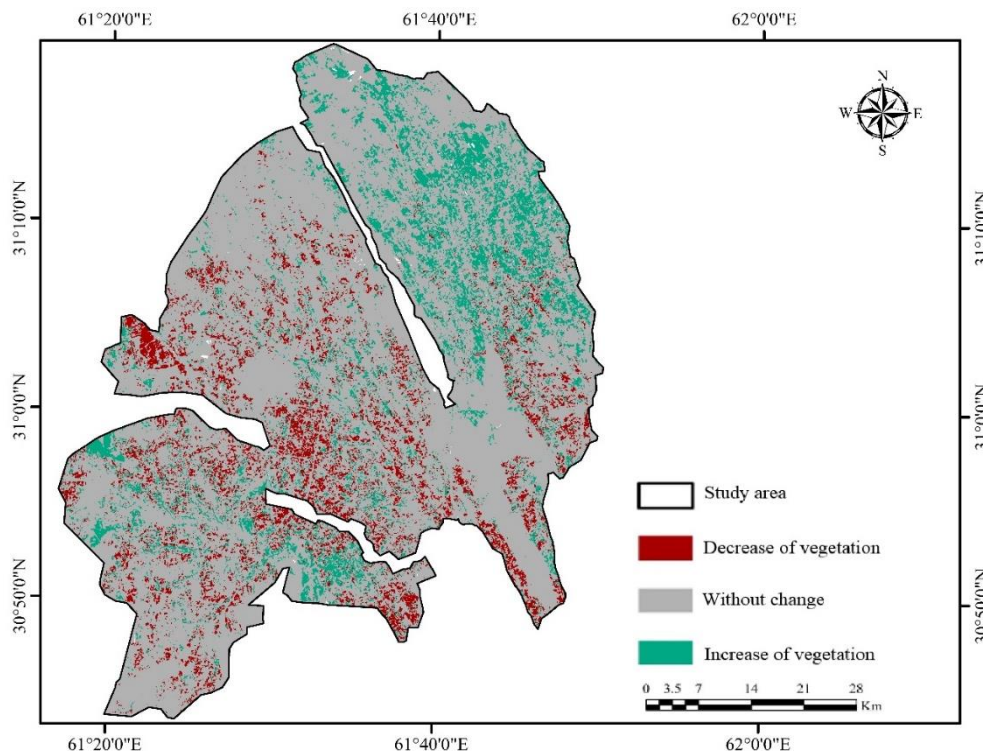 61°20'0"E 61°40'0"E 62°0'0"E
N
W E
S
31°10'0"N 31°10'0"N
31°0'0"N 31°0'0"N
Study area
Decrease of vegetation
30°50'0"N 30°50'0"N
Without change
Increase of vegetation
0 3.5 7 14 21 28
Km
61°20'0"E 61°40'0"E 62°0'0"E